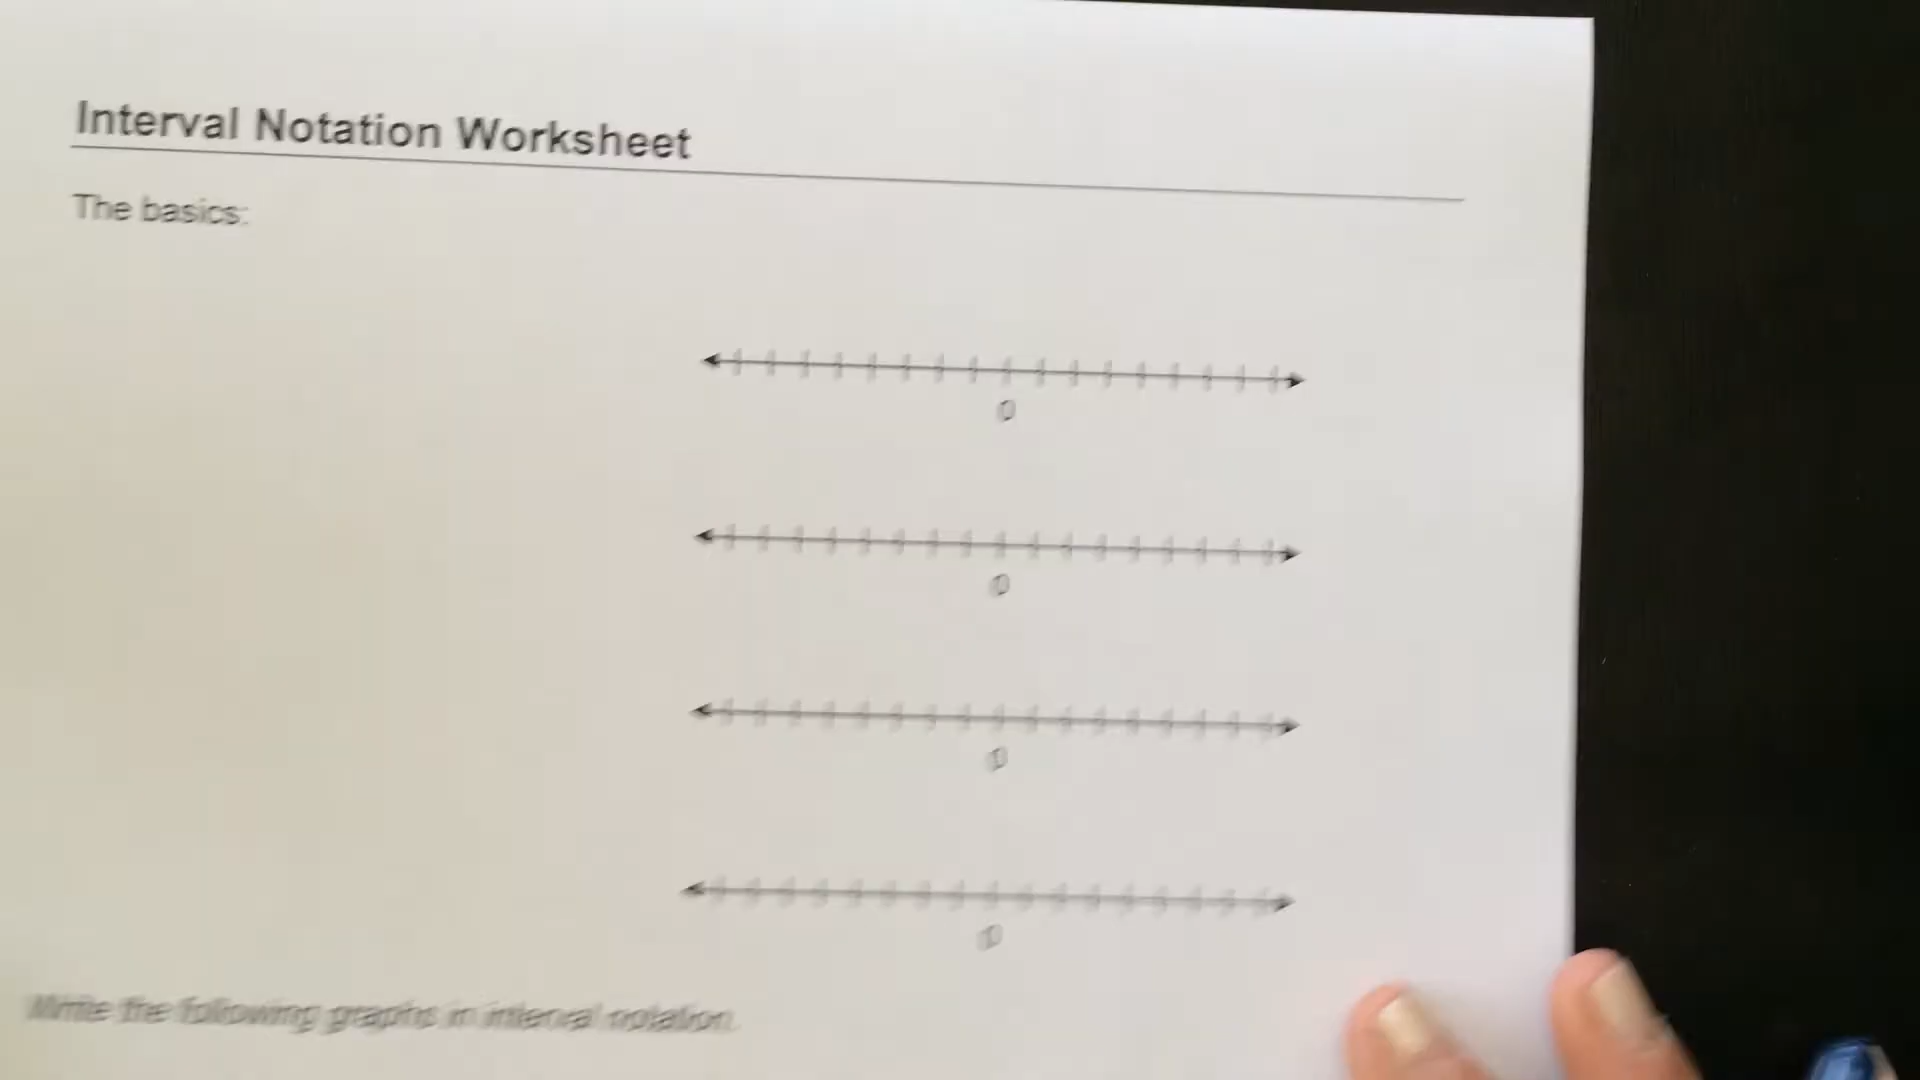 Interval Notation Worksheet
The basics:
0
0
0
0
Write the following graphs in interval notation.